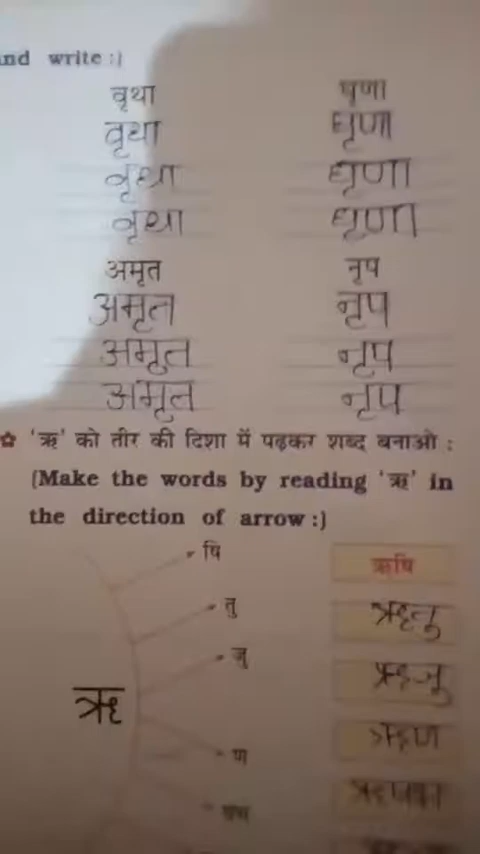 nd write :)
वृथा घृणा
वृथा घृणा
वृथा घृणा
वृथा घृणा
अमृत नृप
अमृत नृप
अमृत नृप
अमृत नृप
✿ 'ऋ' को तीर की दिशा में पढ़कर शब्द बनाओ :
(Make the words by reading 'ऋ' in
the direction of arrow :)
षि ऋषि
तु ऋतु
जु ऋजु
ऋ
ण ऋण